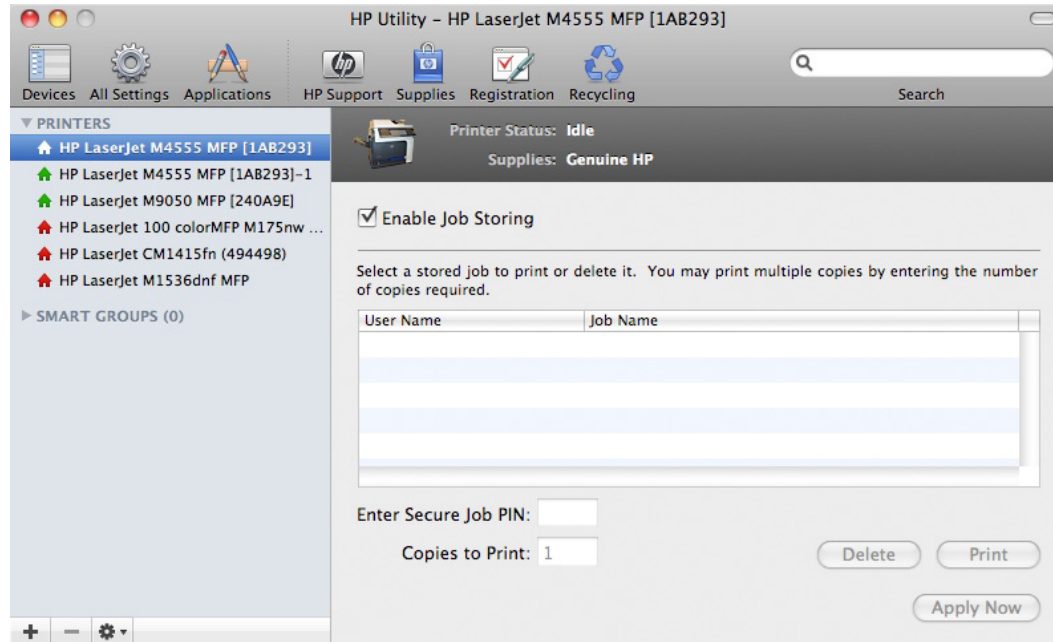 HP Utility – HP LaserJet M4555 MFP [1AB293]
Devices All Settings Applications HP Support Supplies Registration Recycling Search
PRINTERS
HP LaserJet M4555 MFP [1AB293]
HP LaserJet M4555 MFP [1AB293]-1
HP LaserJet M9050 MFP [240A9E]
HP LaserJet 100 colorMFP M175nw ...
HP LaserJet CM1415fn (494498)
HP LaserJet M1536dnf MFP
SMART GROUPS (0)
Printer Status: Idle
Supplies: Genuine HP
Enable Job Storing
Select a stored job to print or delete it. You may print multiple copies by entering the number
of copies required.
User Name Job Name
Enter Secure Job PIN:
Copies to Print: 1
Delete Print
Apply Now